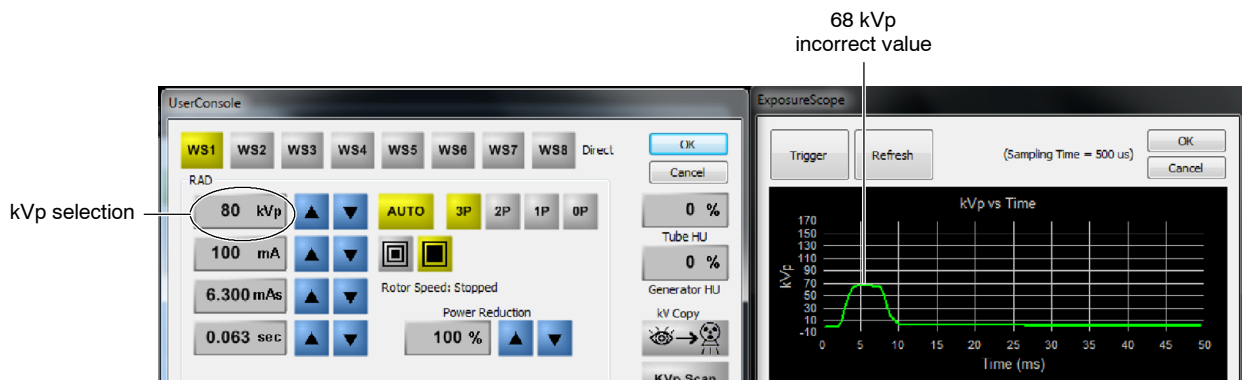 68 kVp
incorrect value
kVp selection
UserConsole
WS1 WS2 WS3 WS4 WS5 WS6 WS7 WS8 Direct
OK
Cancel
RAD
80 kVp AUTO 3P 2P 1P 0P
100 mA
6.300 mAs
0.063 sec
Rotor Speed: Stopped
Power Reduction
100 %
0 %
Tube HU
0 %
Generator HU
kV Copy
KVp Scan
ExposureScope
Trigger Refresh (Sampling Time = 500 us)
OK
Cancel
kVp vs Time
kVp
170
150
130
110
90
70
50
30
10
-10
0 5 10 15 20 25 30 35 40 45 50
Time (ms)